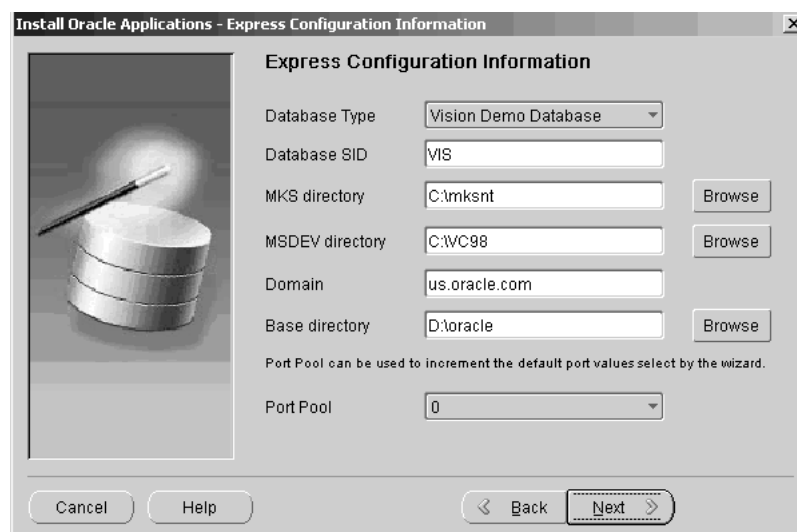 Install Oracle Applications - Express Configuration Information
Express Configuration Information
Database Type Vision Demo Database
Database SID VIS
MKS directory C:\mksnt Browse
MSDEV directory C:\VC98 Browse
Domain us.oracle.com
Base directory D:\oracle Browse
Port Pool can be used to increment the default port values select by the wizard.
Port Pool 0
Cancel Help Back Next